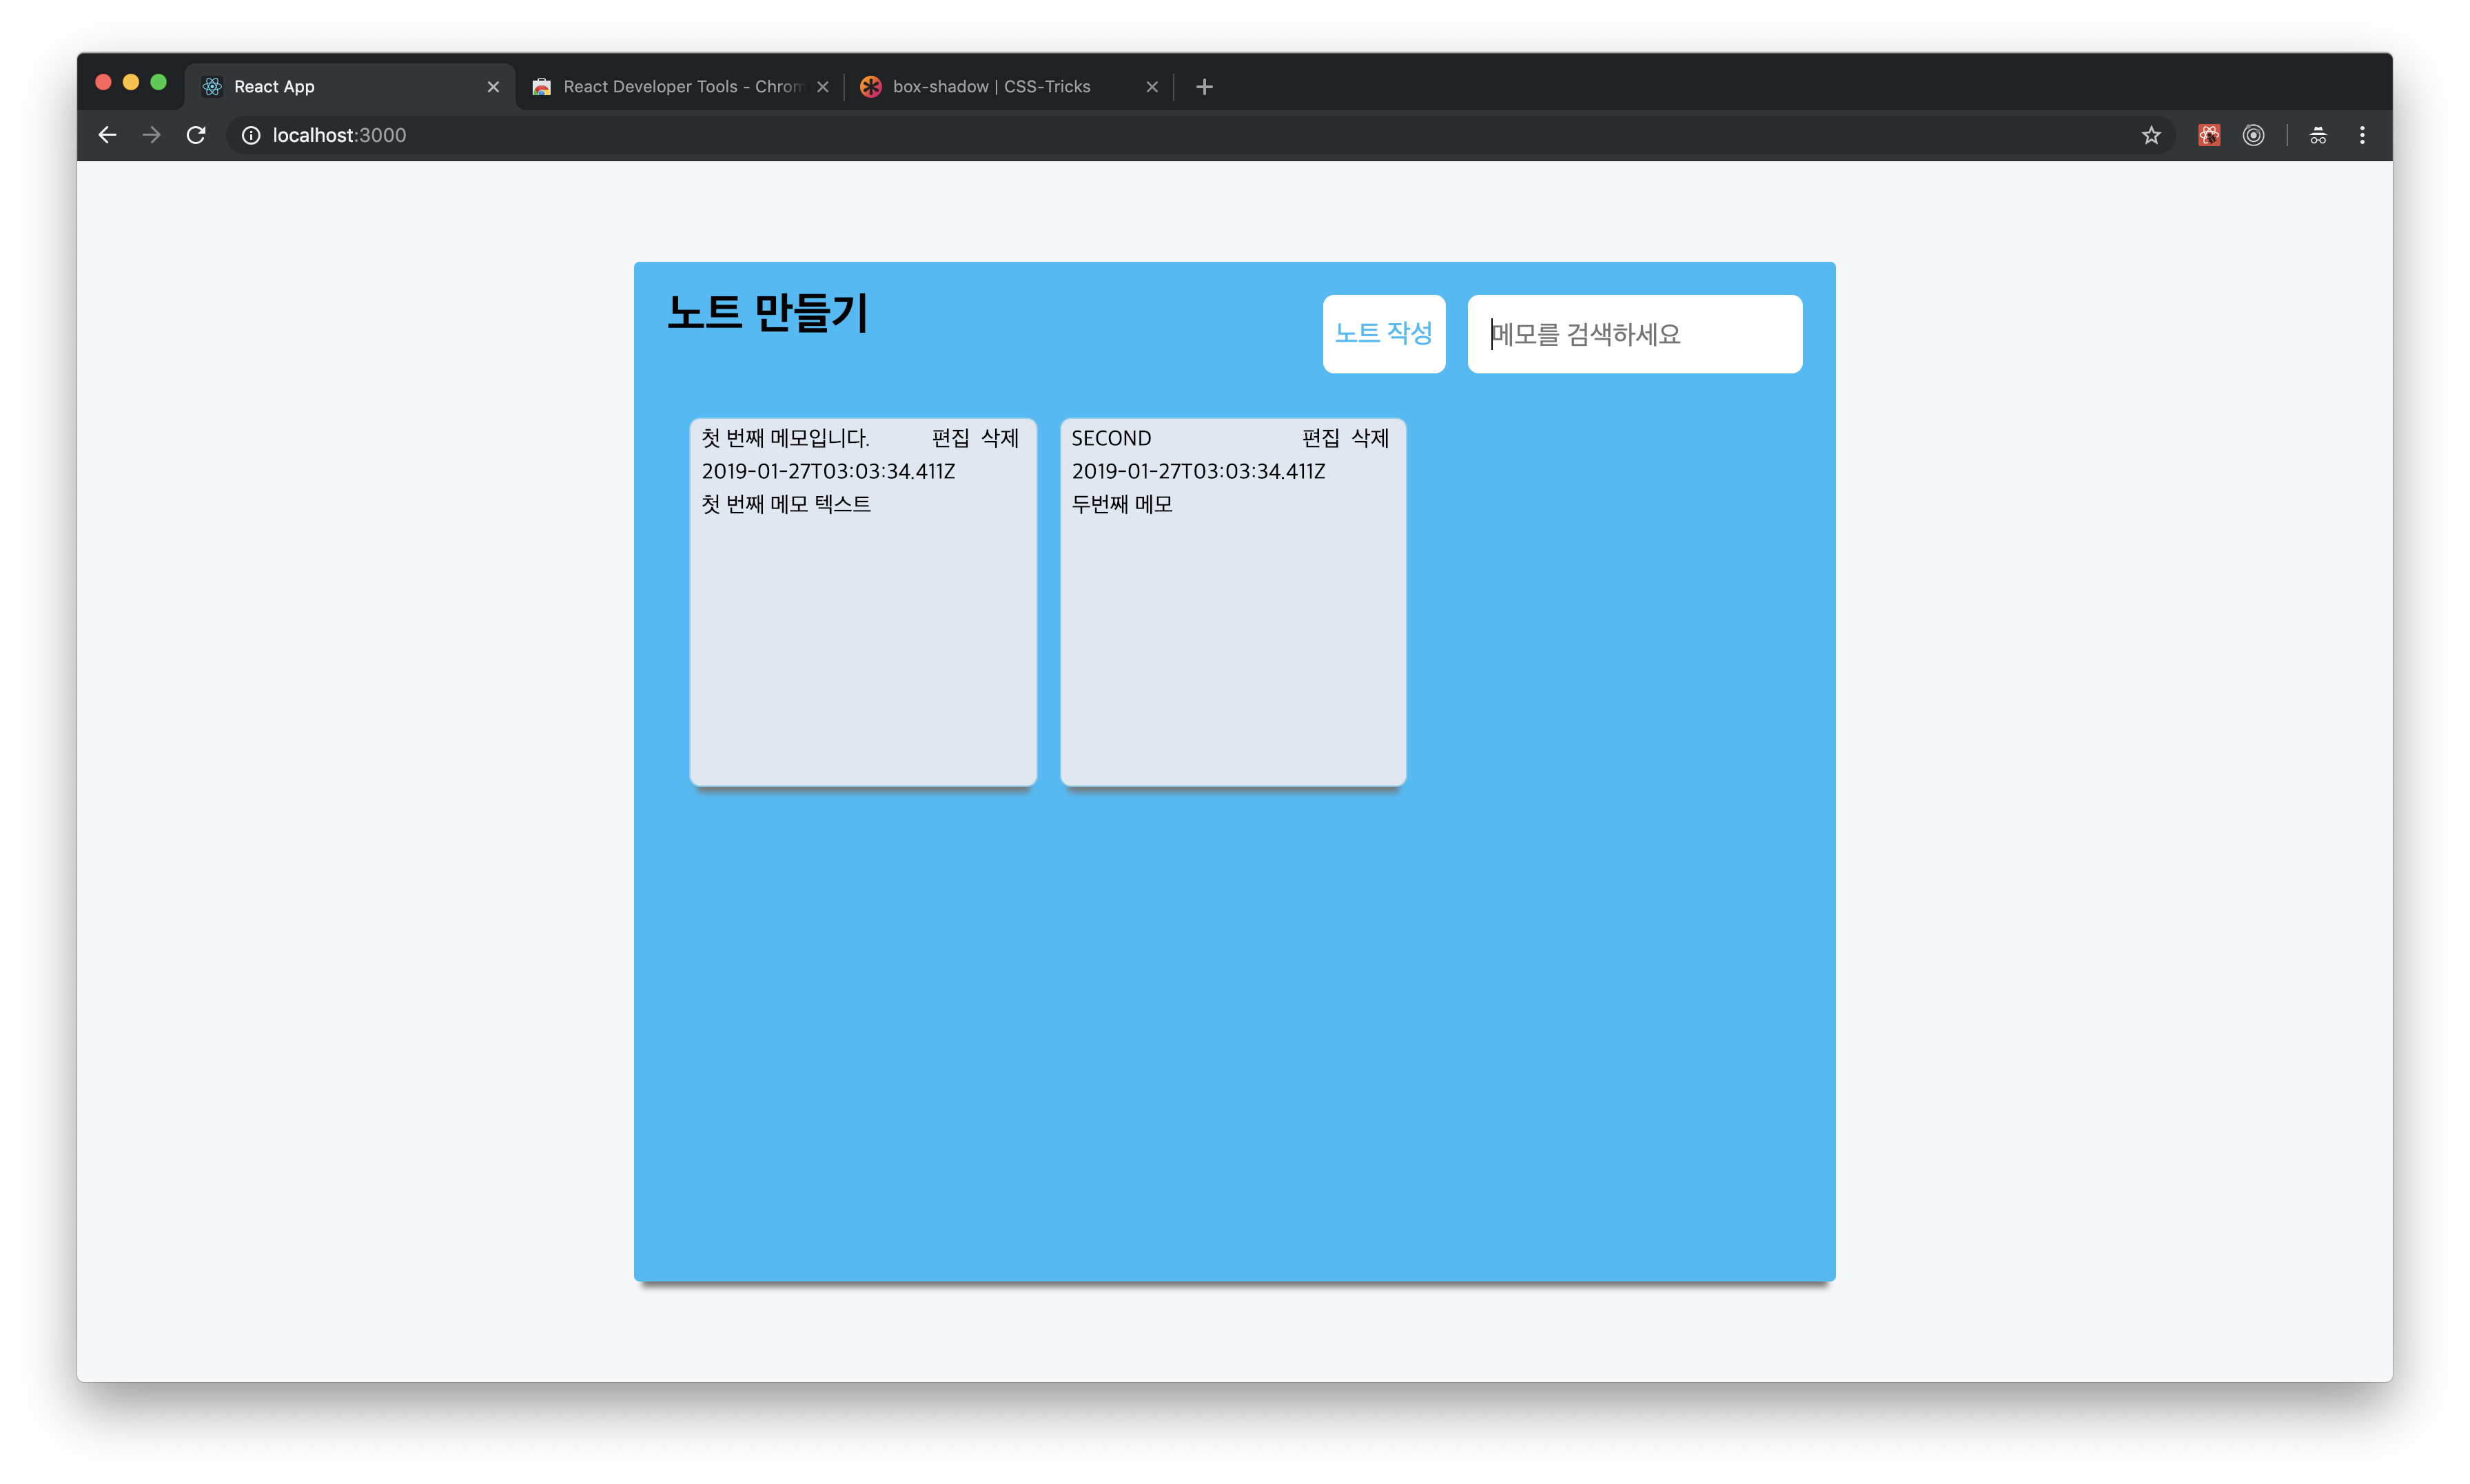 React App
React Developer Tools - Chrom
box-shadow | CSS-Tricks
localhost:3000
노트 만들기
노트 작성
메모를 검색하세요
첫 번째 메모입니다. 편집 삭제
2019-01-27T03:03:34.411Z
첫 번째 메모 텍스트
SECOND 편집 삭제
2019-01-27T03:03:34.411Z
두번째 메모